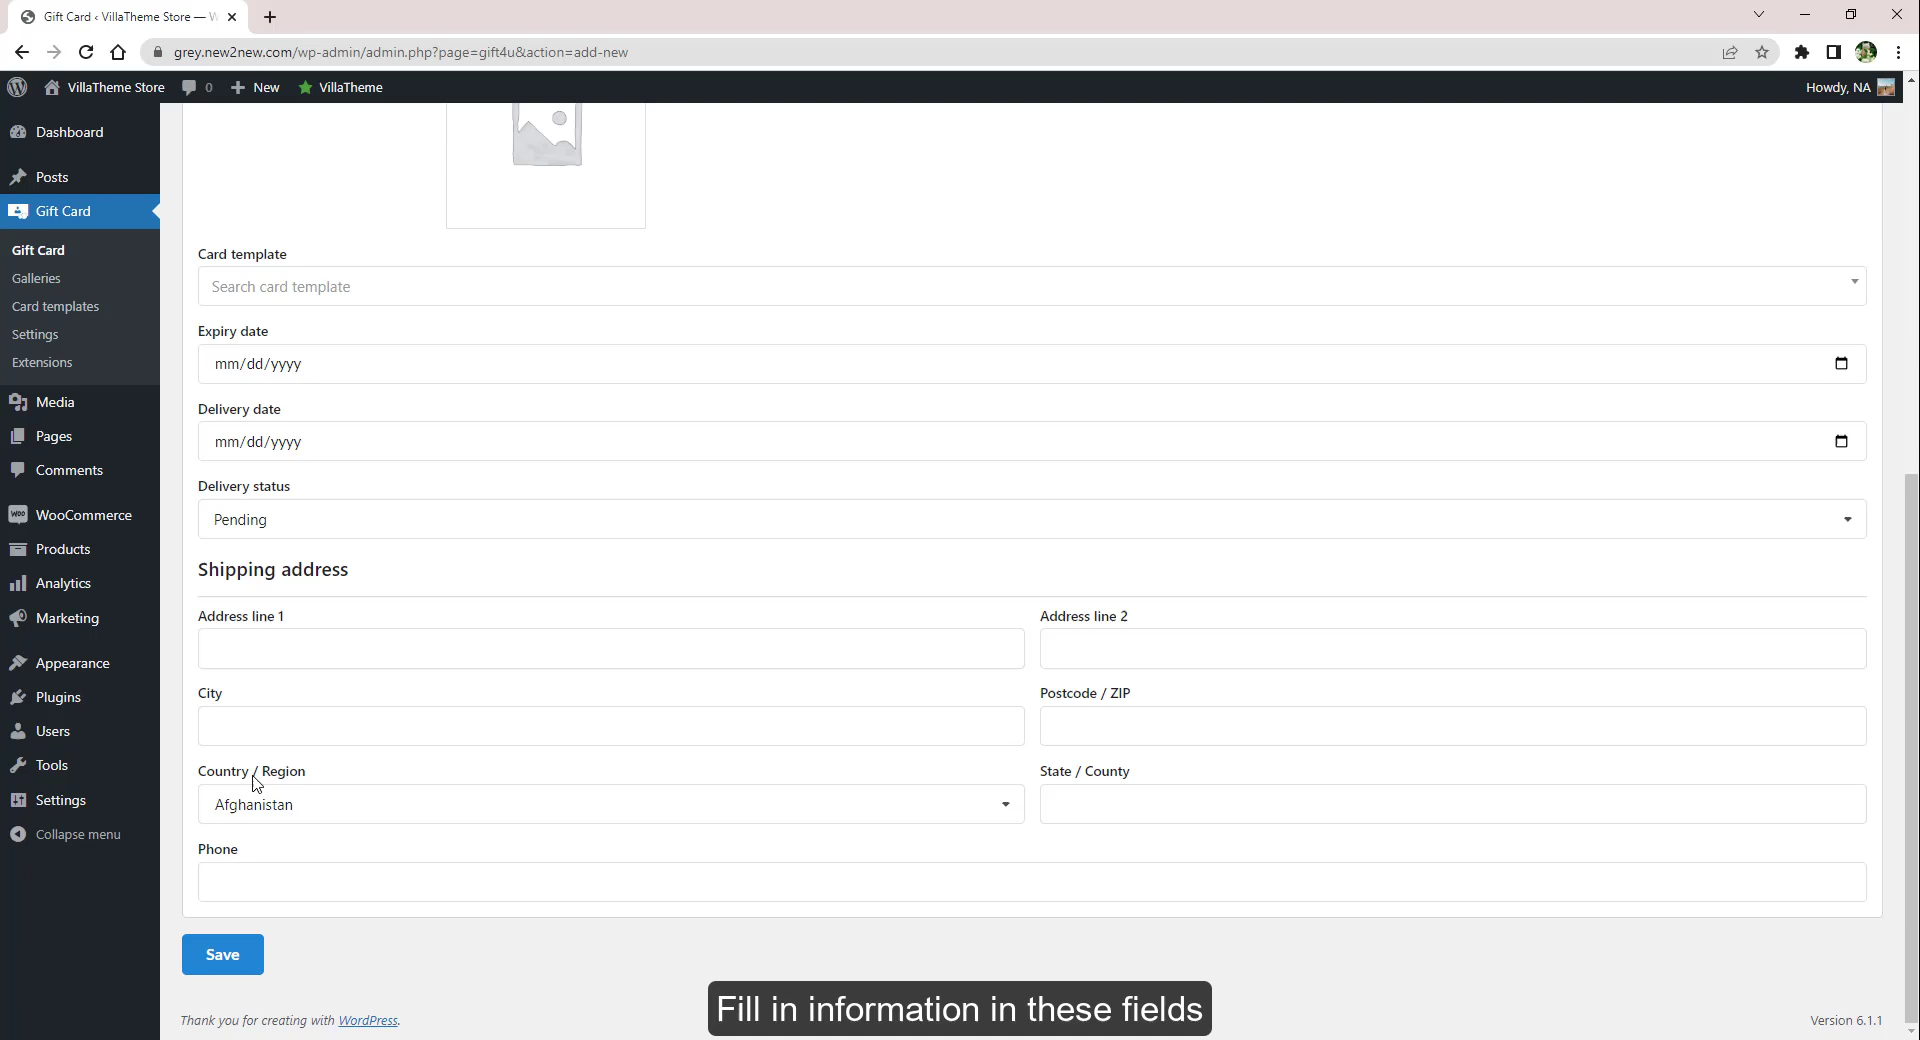 Gift Card ‹ VillaTheme Store — W
grey.new2new.com/wp-admin/admin.php?page=gift4u&action=add-new
VillaTheme Store
0
New
VillaTheme
Howdy, NA
Dashboard
Posts
Gift Card
Gift Card
Galleries
Card templates
Settings
Extensions
Media
Pages
Comments
WooCommerce
Products
Analytics
Marketing
Appearance
Plugins
Users
Tools
Settings
Collapse menu
Card template
Search card template
Expiry date
mm/dd/yyyy
Delivery date
mm/dd/yyyy
Delivery status
Pending
Shipping address
Address line 1
Address line 2
City
Postcode / ZIP
Country / Region
State / County
Afghanistan
Phone
Save
Fill in information in these fields
Thank you for creating with WordPress.
Version 6.1.1